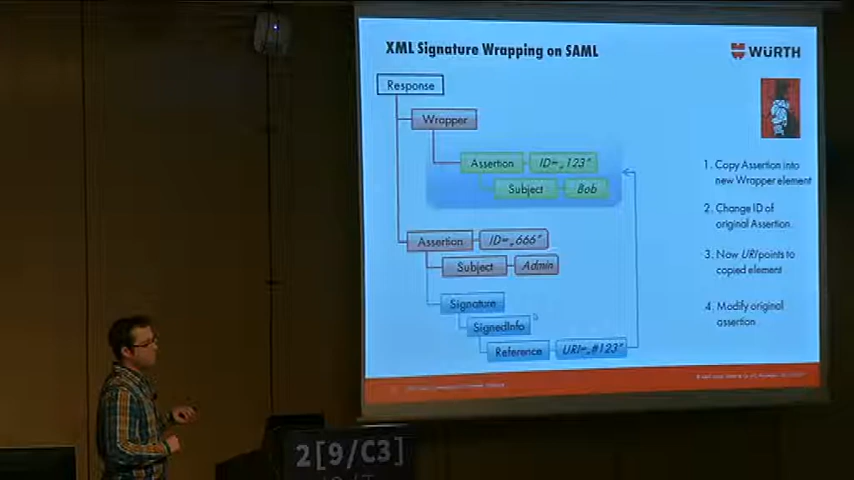 XML Signature Wrapping on SAML
WÜRTH
Response
Wrapper
Assertion ID=„123"
Subject Bob
Assertion ID=„666"
Subject Admin
Signature
SignedInfo
Reference URI=„#123"
1. Copy Assertion into
new Wrapper element
2. Change ID of
original Assertion
3. Now URI points to
copied element
4. Modify original
assertion
2[9/C3]